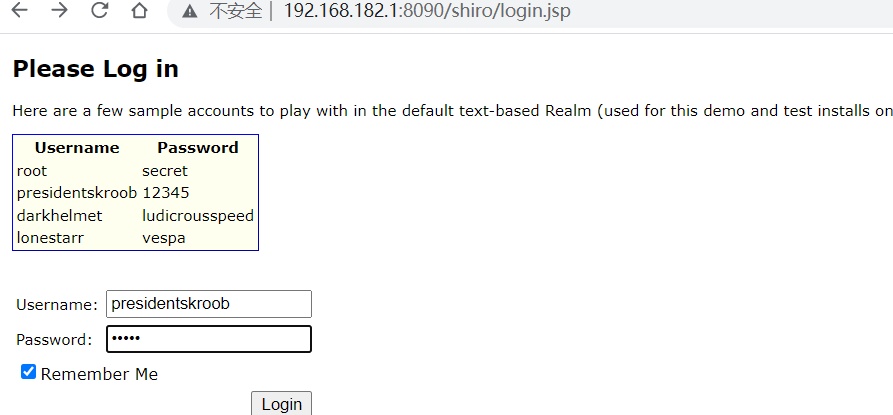 不安全 | 192.168.182.1:8090/shiro/login.jsp
Please Log in
Here are a few sample accounts to play with in the default text-based Realm (used for this demo and test installs on
Username Password
root secret
presidentskroob 12345
darkhelmet ludicrousspeed
lonestarr vespa
Username: presidentskroob
Password: •••••
Remember Me
Login